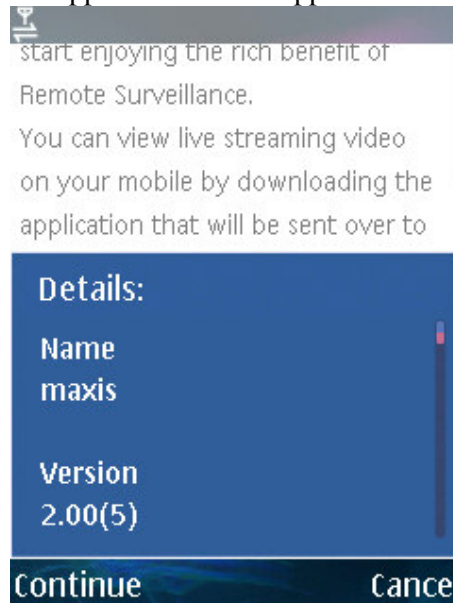 start enjoying the rich benefit of
Remote Surveillance.
You can view live streaming video
on your mobile by downloading the
application that will be sent over to
Details:
Name
maxis
Version
2.00(5)
Continue
Cance